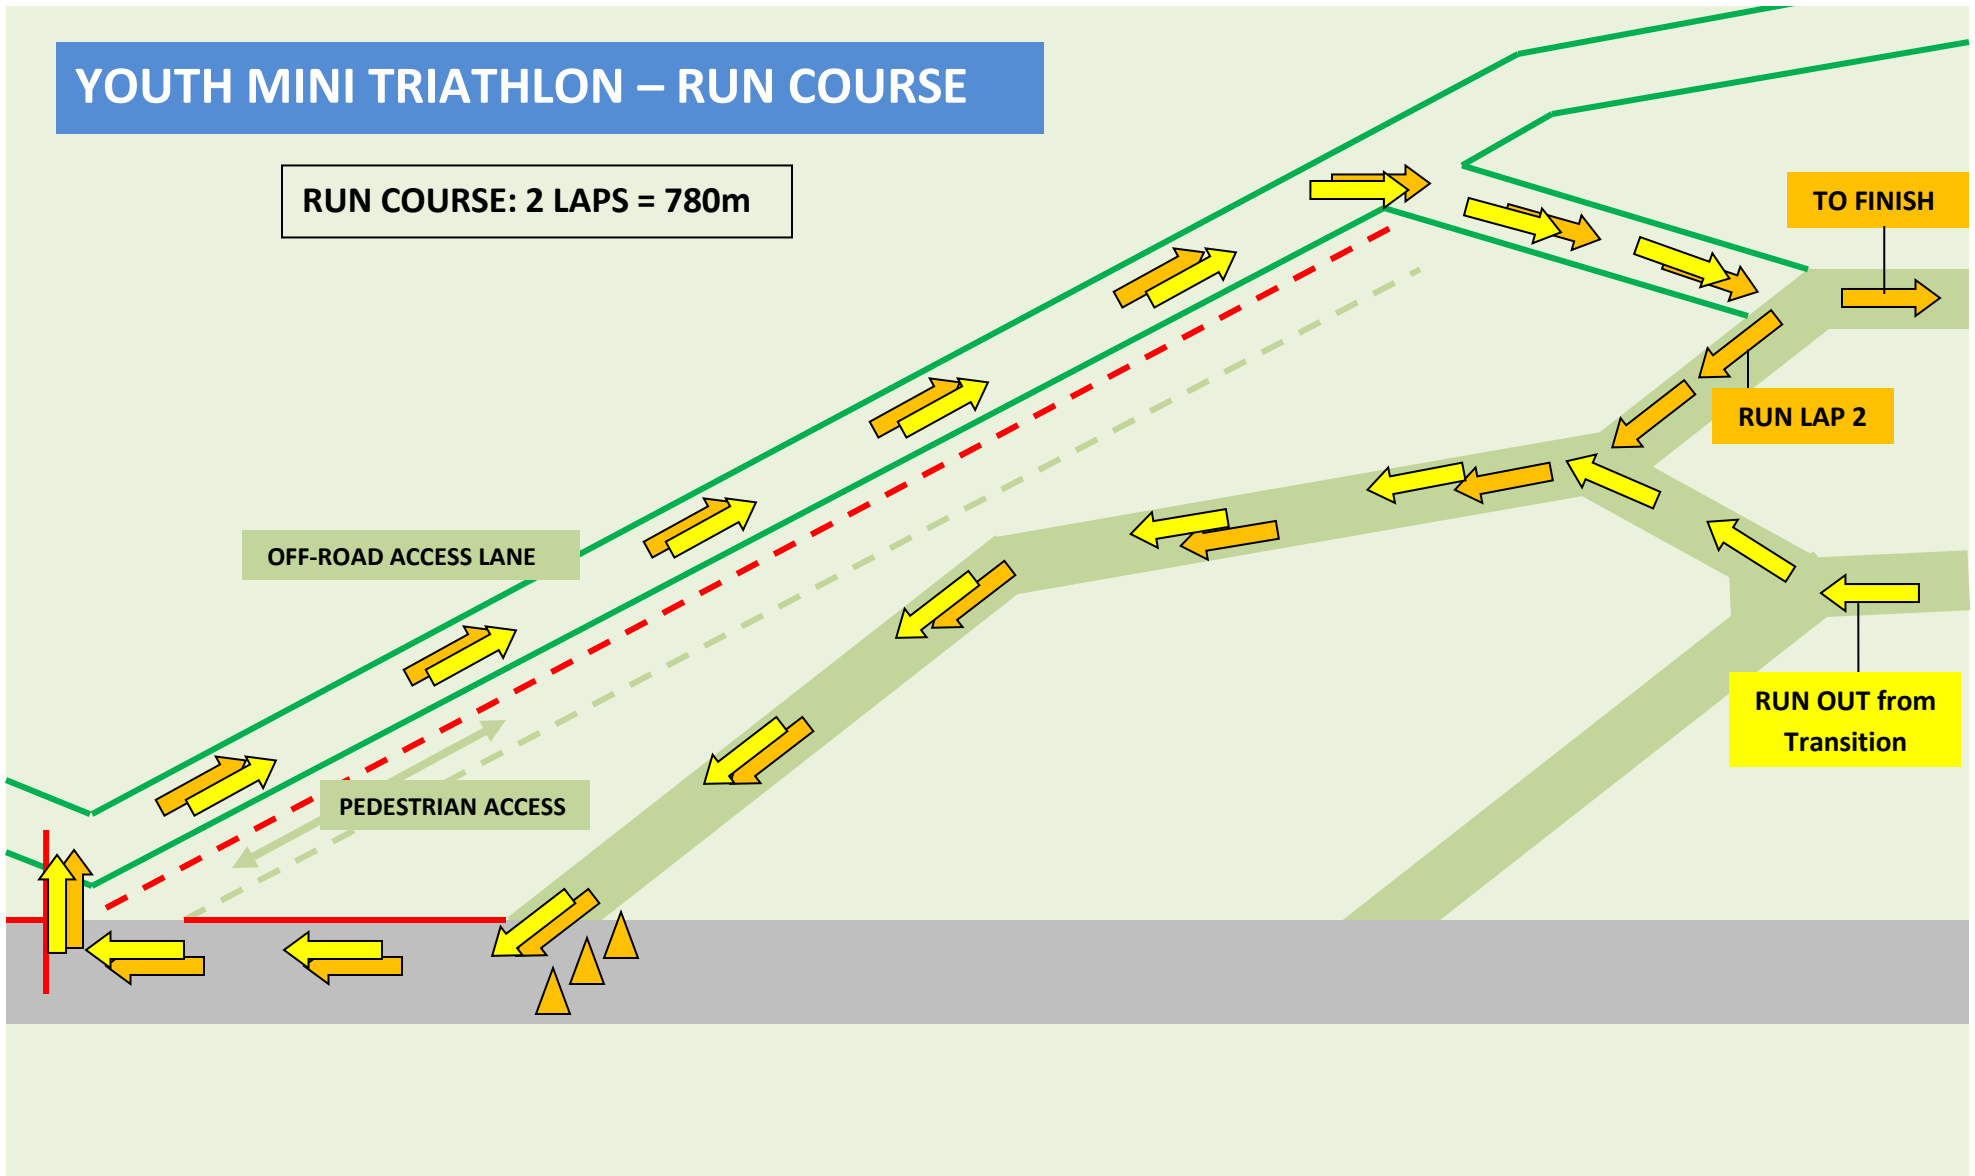 YOUTH MINI TRIATHLON – RUN COURSE
RUN COURSE: 2 LAPS = 780m
TO FINISH
RUN LAP 2
OFF-ROAD ACCESS LANE
RUN OUT from
Transition
PEDESTRIAN ACCESS